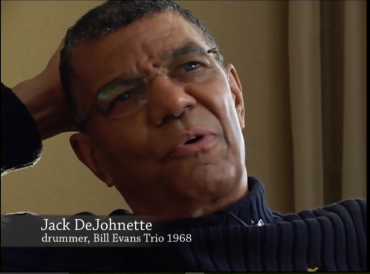 Jack DeJohnette
drummer, Bill Evans Trio 1968